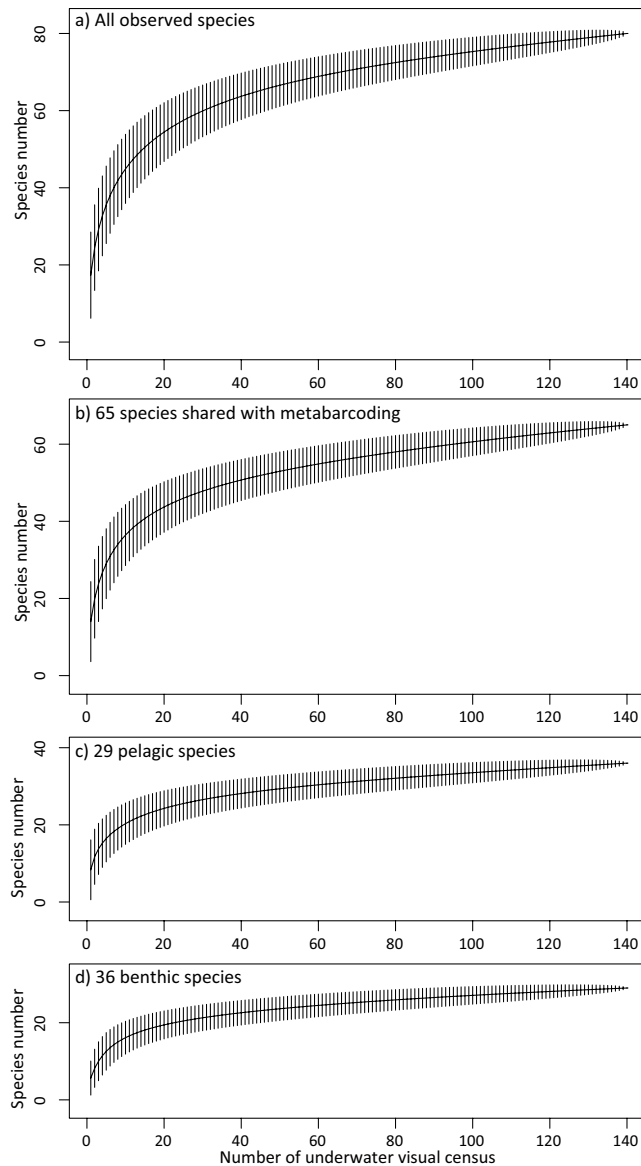 a) All observed species
80
60
40
20
0
Species number
0 20 40 60 80 100 120 140
b) 65 species shared with metabarcoding
60
40
20
0
Species number
0 20 40 60 80 100 120 140
c) 29 pelagic species
40
20
0
Species number
0 20 40 60 80 100 120 140
d) 36 benthic species
20
0
Species number
0 20 40 60 80 100 120 140
Number of underwater visual census